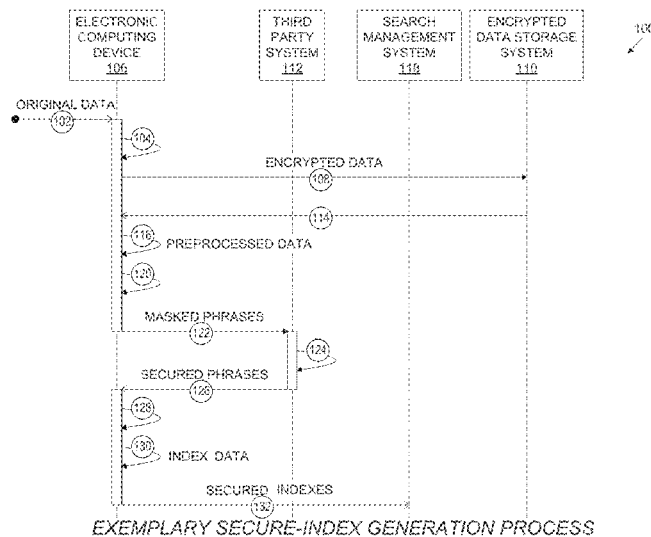 100
ELECTRONIC COMPUTING DEVICE 106
THIRD PARTY SYSTEM 112
SEARCH MANAGEMENT SYSTEM 118
ENCRYPTED DATA STORAGE SYSTEM 110
ORIGINAL DATA
102
104
ENCRYPTED DATA
108
114
116
PREPROCESSED DATA
120
MASKED PHRASES
122
124
SECURED PHRASES
126
128
130
INDEX DATA
SECURED INDEXES
132
EXEMPLARY SECURE-INDEX GENERATION PROCESS